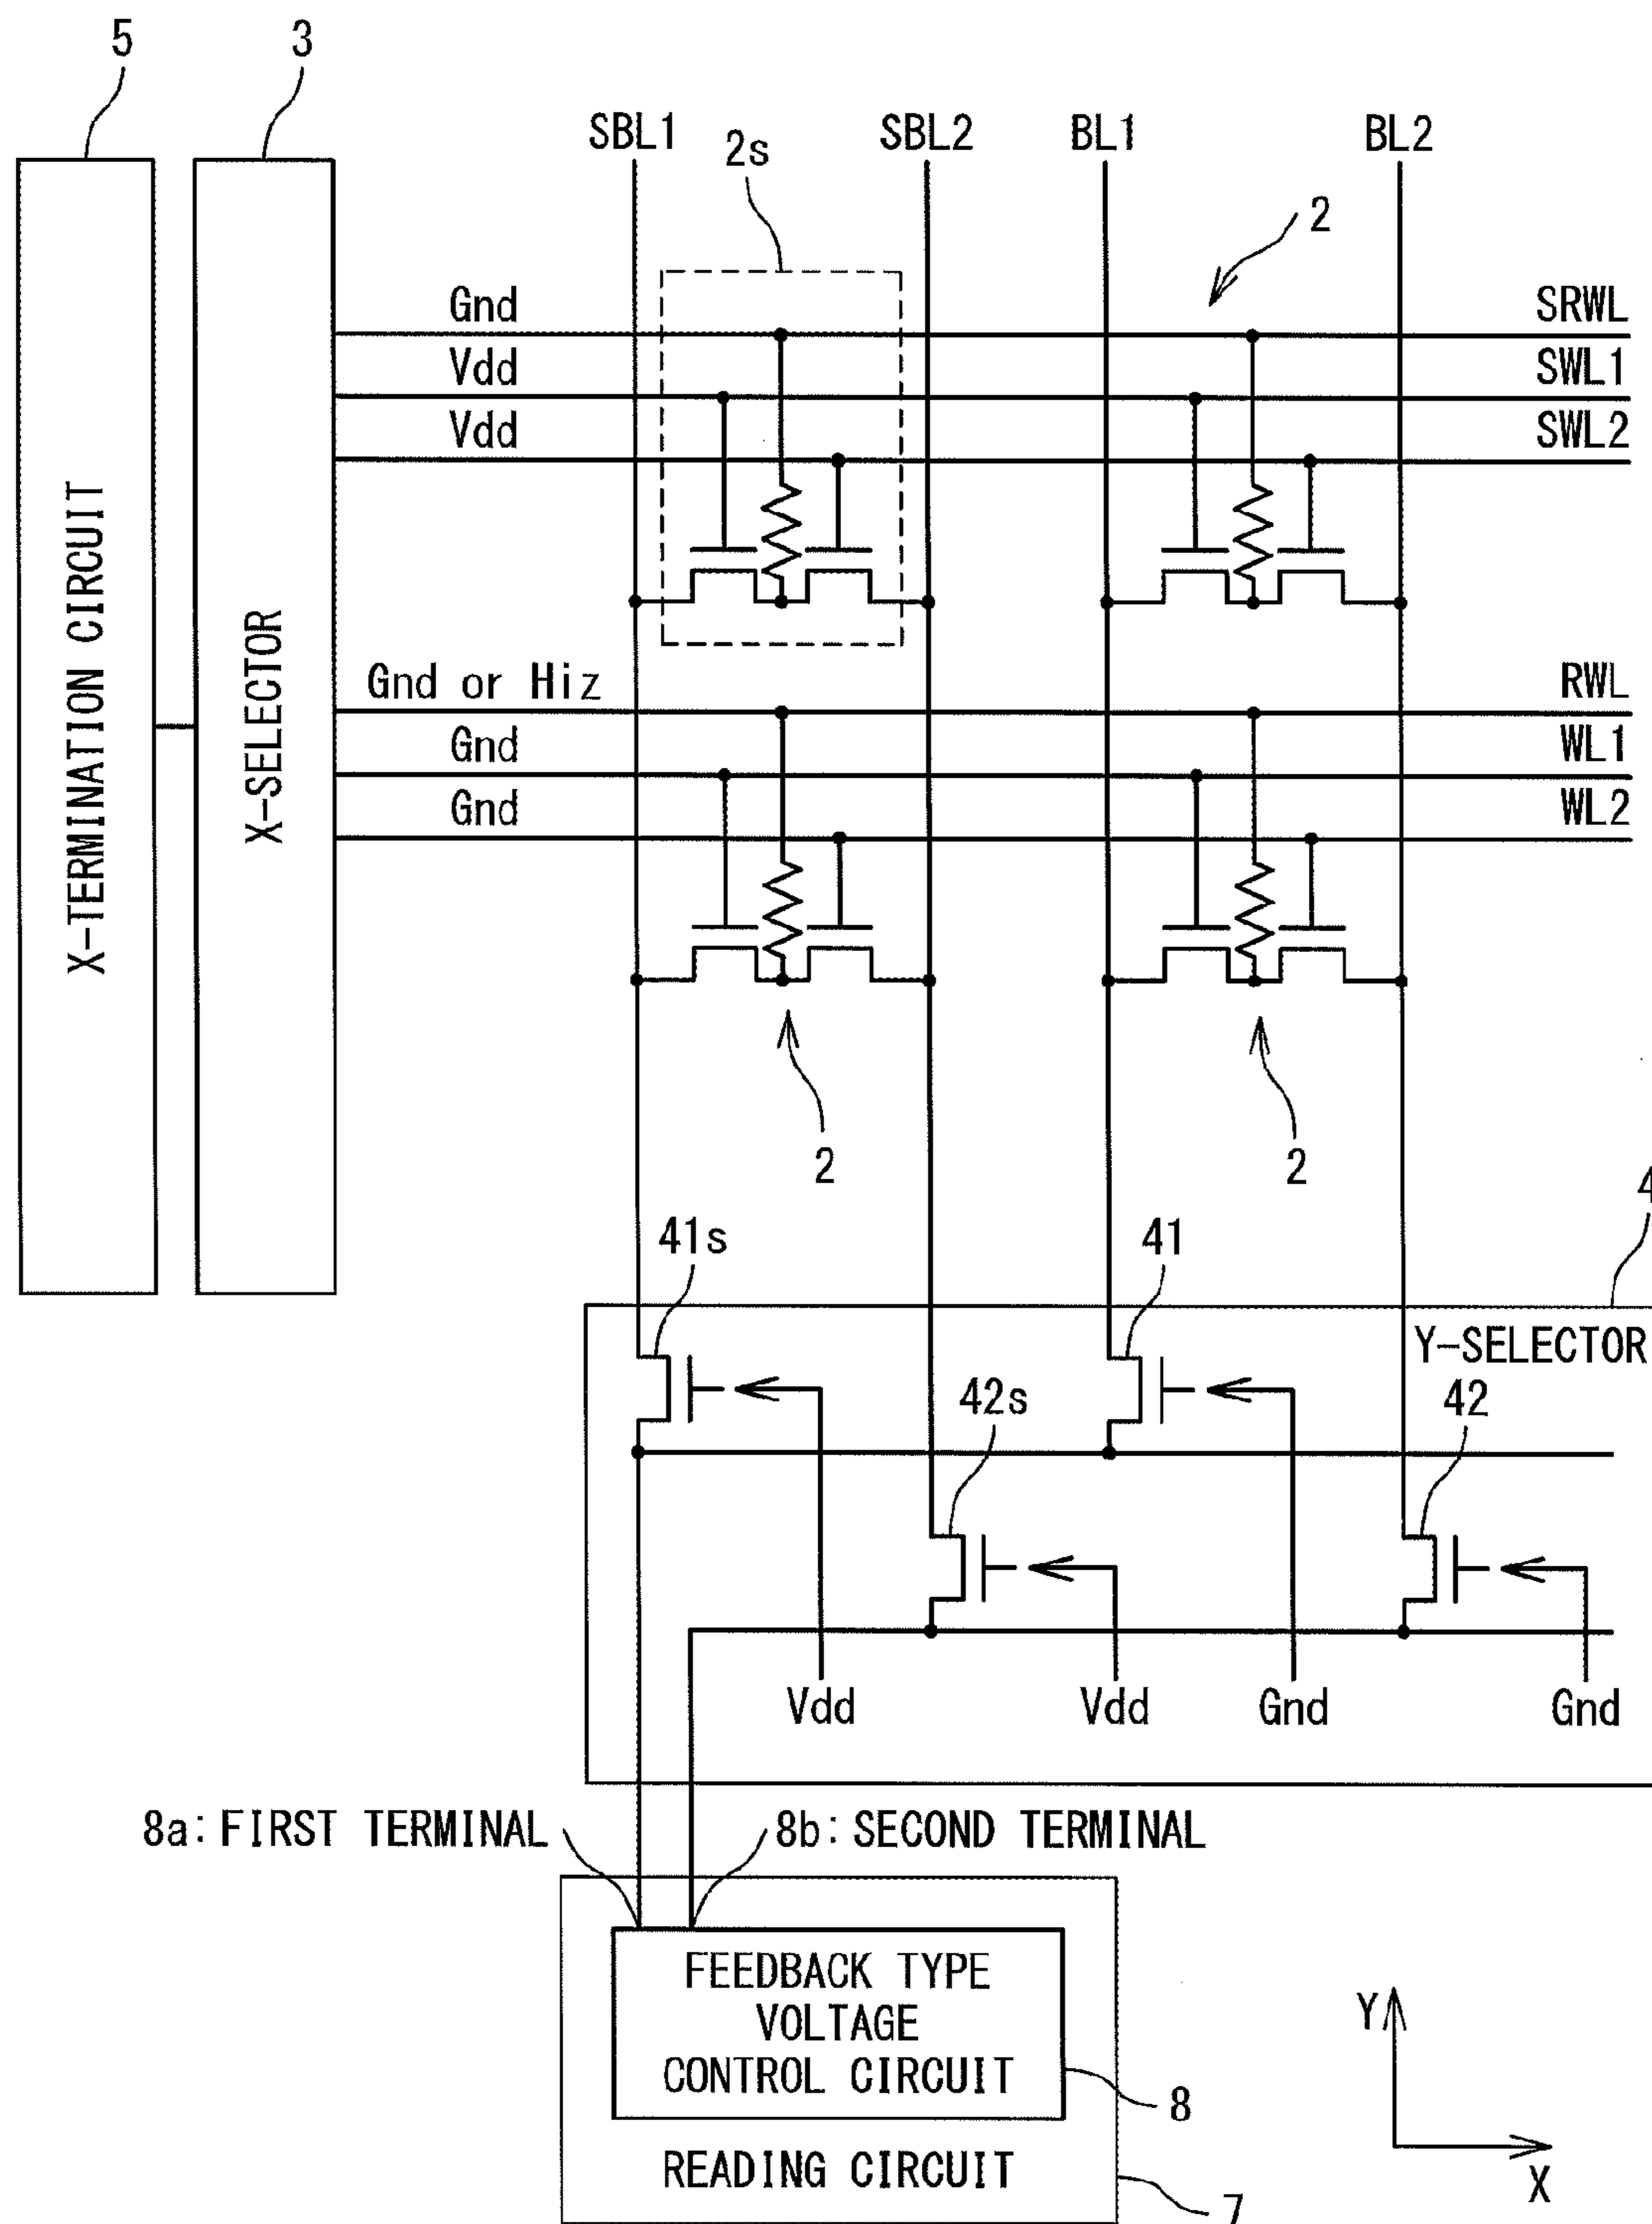 5
3
SBL1
SBL2
BL1
BL2
2s
2
Gnd
SRWL
Vdd
SWL1
Vdd
SWL2
X-TERMINATION CIRCUIT
X-SELECTOR
Gnd or Hiz
RWL
Gnd
WL1
Gnd
WL2
2
2
4
41s
41
Y-SELECTOR
42s
42
Vdd
Vdd
Gnd
Gnd
8a: FIRST TERMINAL
8b: SECOND TERMINAL
FEEDBACK TYPE
VOLTAGE
CONTROL CIRCUIT
8
READING CIRCUIT
7
Y
X